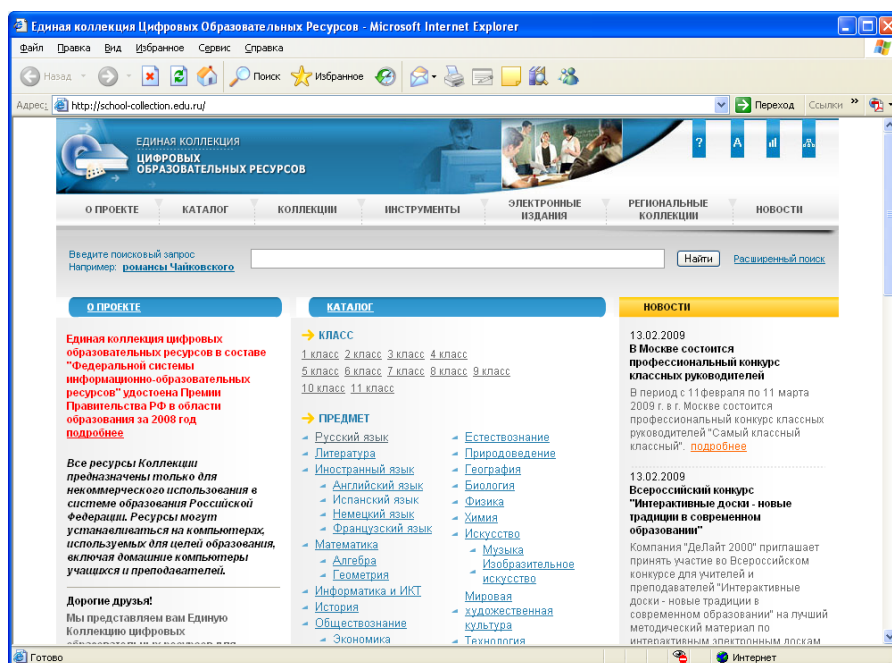 Единая коллекция Цифровых Образовательных Ресурсов - Microsoft Internet Explorer
Файл Правка Вид Избранное Сервис Справка
Назад Поиск Избранное
Адрес: http://school-collection.edu.ru/ Переход Ссылки »
ЕДИНАЯ КОЛЛЕКЦИЯ
ЦИФРОВЫХ
ОБРАЗОВАТЕЛЬНЫХ РЕСУРСОВ
? A
О ПРОЕКТЕ КАТАЛОГ КОЛЛЕКЦИИ ИНСТРУМЕНТЫ ЭЛЕКТРОННЫЕ ИЗДАНИЯ РЕГИОНАЛЬНЫЕ КОЛЛЕКЦИИ НОВОСТИ
Введите поисковый запрос
Например: романсы Чайковского
Найти Расширенный поиск
О ПРОЕКТЕ
Единая коллекция цифровых
образовательных ресурсов в составе
"Федеральной системы
информационно-образовательных
ресурсов" удостоена Премии
Правительства РФ в области
образования за 2008 год
подробнее
Все ресурсы Коллекции
предназначены только для
некоммерческого использования в
системе образования Российской
Федерации. Ресурсы могут
устанавливаться на компьютерах,
используемых для целей образования,
включая домашние компьютеры
учащихся и преподавателей.
Дорогие друзья!
Мы представляем вам Единую
Коллекцию цифровых
образовательных ресурсов для
КАТАЛОГ
КЛАСС
1 класс 2 класс 3 класс 4 класс
5 класс 6 класс 7 класс 8 класс 9 класс
10 класс 11 класс
ПРЕДМЕТ
Русский язык
Литература
Иностранный язык
Английский язык
Испанский язык
Немецкий язык
Французский язык
Математика
Алгебра
Геометрия
Информатика и ИКТ
История
Обществознание
Экономика
Естествознание
Природоведение
География
Биология
Физика
Химия
Искусство
Музыка
Изобразительное
искусство
Мировая
художественная
культура
Технология
НОВОСТИ
13.02.2009
В Москве состоится
профессиональный конкурс
классных руководителей
В период с 11февраля по 11 марта
2009 г. в г. Москве состоится
профессиональный конкурс классных
руководителей "Самый классный
классный". подробнее
13.02.2009
Всероссийский конкурс
"Интерактивные доски - новые
традиции в современном
образовании"
Компания "ДеЛайт 2000" приглашает
принять участие во Всероссийском
конкурсе для учителей и
преподавателей "Интерактивные
доски - новые традиции в
современном образовании" на лучший
методический материал по
интерактивным электронным доскам
Готово Интернет